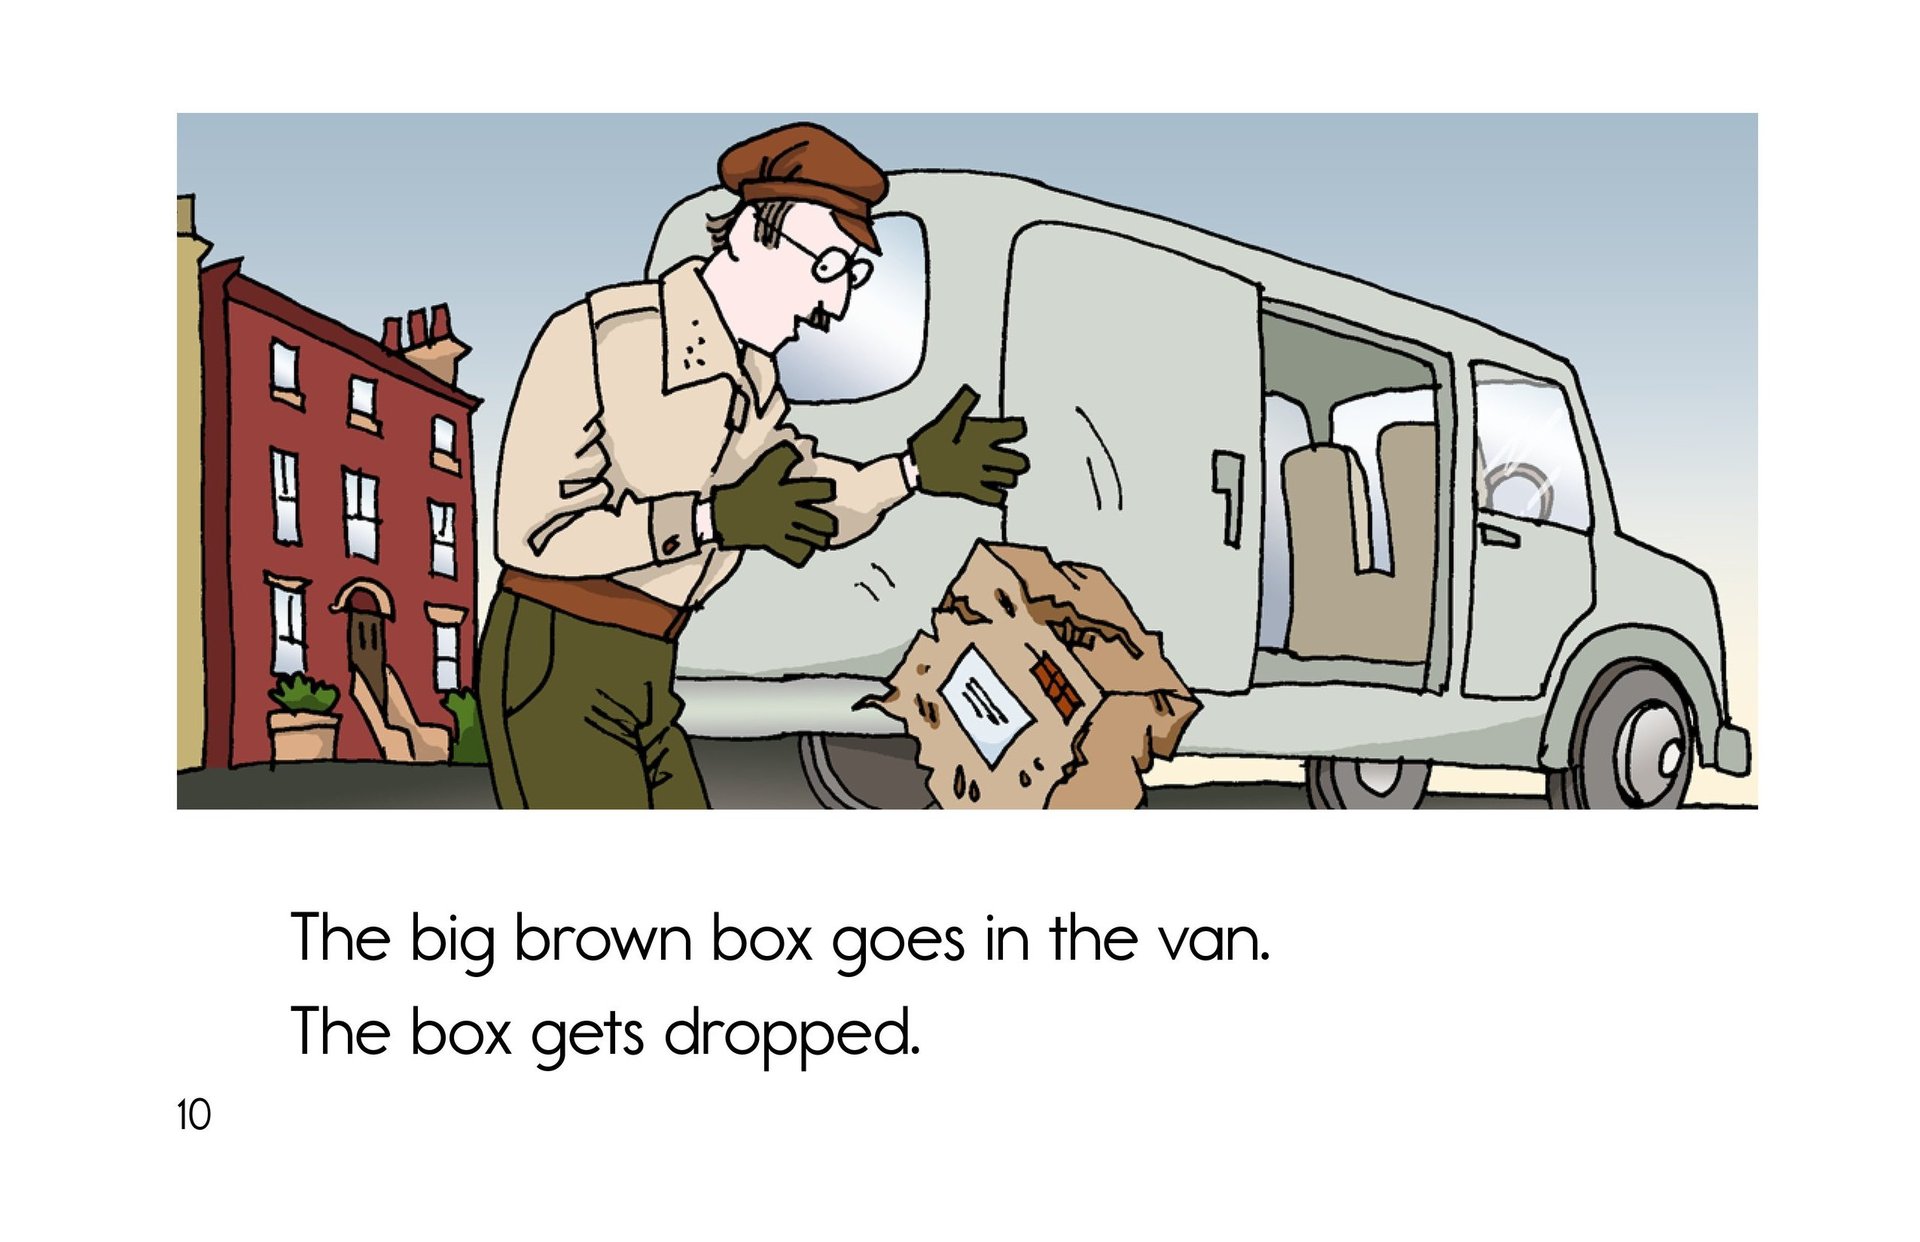 The big brown box goes in the van.
The box gets dropped.
10